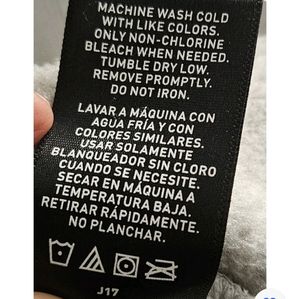 MACHINE WASH COLD
WITH LIKE COLORS.
ONLY NON-CHLORINE
BLEACH WHEN NEEDED.
TUMBLE DRY LOW.
REMOVE PROMPTLY.
DO NOT IRON.
LAVAR A MÁQUINA CON
AGUA FRÍA Y CON
COLORES SIMILARES.
USAR SOLAMENTE
BLANQUEADOR SIN CLORO
CUANDO SE NECESITE.
SECAR EN MÁQUINA A
TEMPERATURA BAJA.
RETIRAR RÁPIDAMENTE.
NO PLANCHAR.
J17